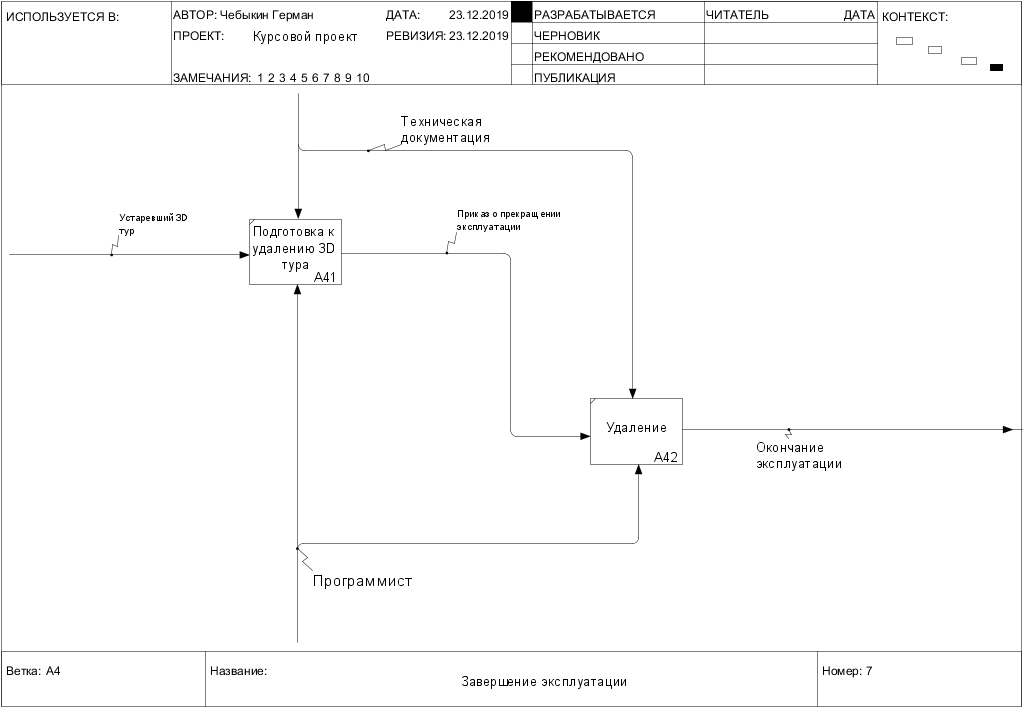 ИСПОЛЬЗУЕТСЯ В:
АВТОР: Чебыкин Герман
ДАТА: 23.12.2019
ПРОЕКТ: Курсовой проект
РЕВИЗИЯ: 23.12.2019
ЗАМЕЧАНИЯ: 1 2 3 4 5 6 7 8 9 10
РАЗРАБАТЫВАЕТСЯ
ЧЕРНОВИК
РЕКОМЕНДОВАНО
ПУБЛИКАЦИЯ
ЧИТАТЕЛЬ ДАТА
КОНТЕКСТ:
Техническая
документация
Устаревший 3D
тур
Подготовка к
удалению 3D
тура
A41
Приказ о прекращении
эксплуатации
Удаление
A42
Окончание
эксплуатации
Программист
Ветка: A4
Название:
Завершение эксплуатации
Номер: 7